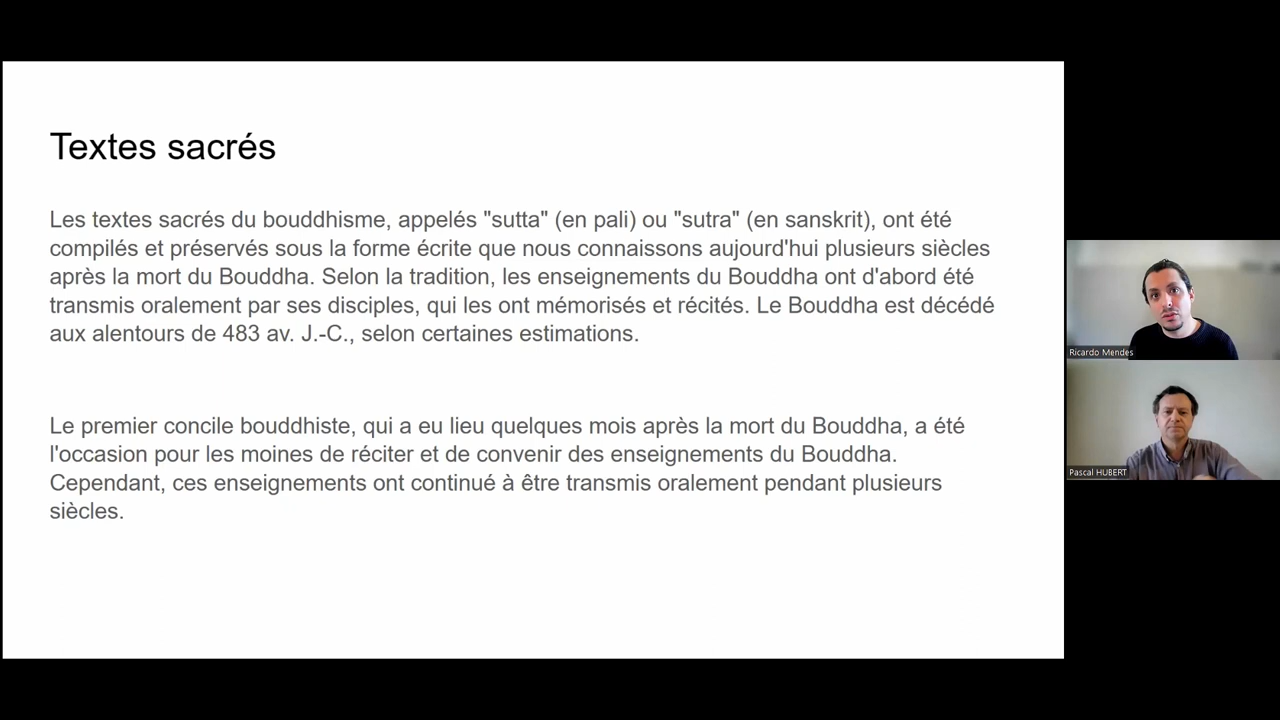 Textes sacrés
Les textes sacrés du bouddhisme, appelés "sutta" (en pali) ou "sutra" (en sanskrit), ont été
compilés et préservés sous la forme écrite que nous connaissons aujourd'hui plusieurs siècles
après la mort du Bouddha. Selon la tradition, les enseignements du Bouddha ont d'abord été
transmis oralement par ses disciples, qui les ont mémorisés et récités. Le Bouddha est décédé
aux alentours de 483 av. J.-C., selon certaines estimations.
Le premier concile bouddhiste, qui a eu lieu quelques mois après la mort du Bouddha, a été
l'occasion pour les moines de réciter et de convenir des enseignements du Bouddha.
Cependant, ces enseignements ont continué à être transmis oralement pendant plusieurs
siècles.
Ricardo Mendes
Pascal HUBERT